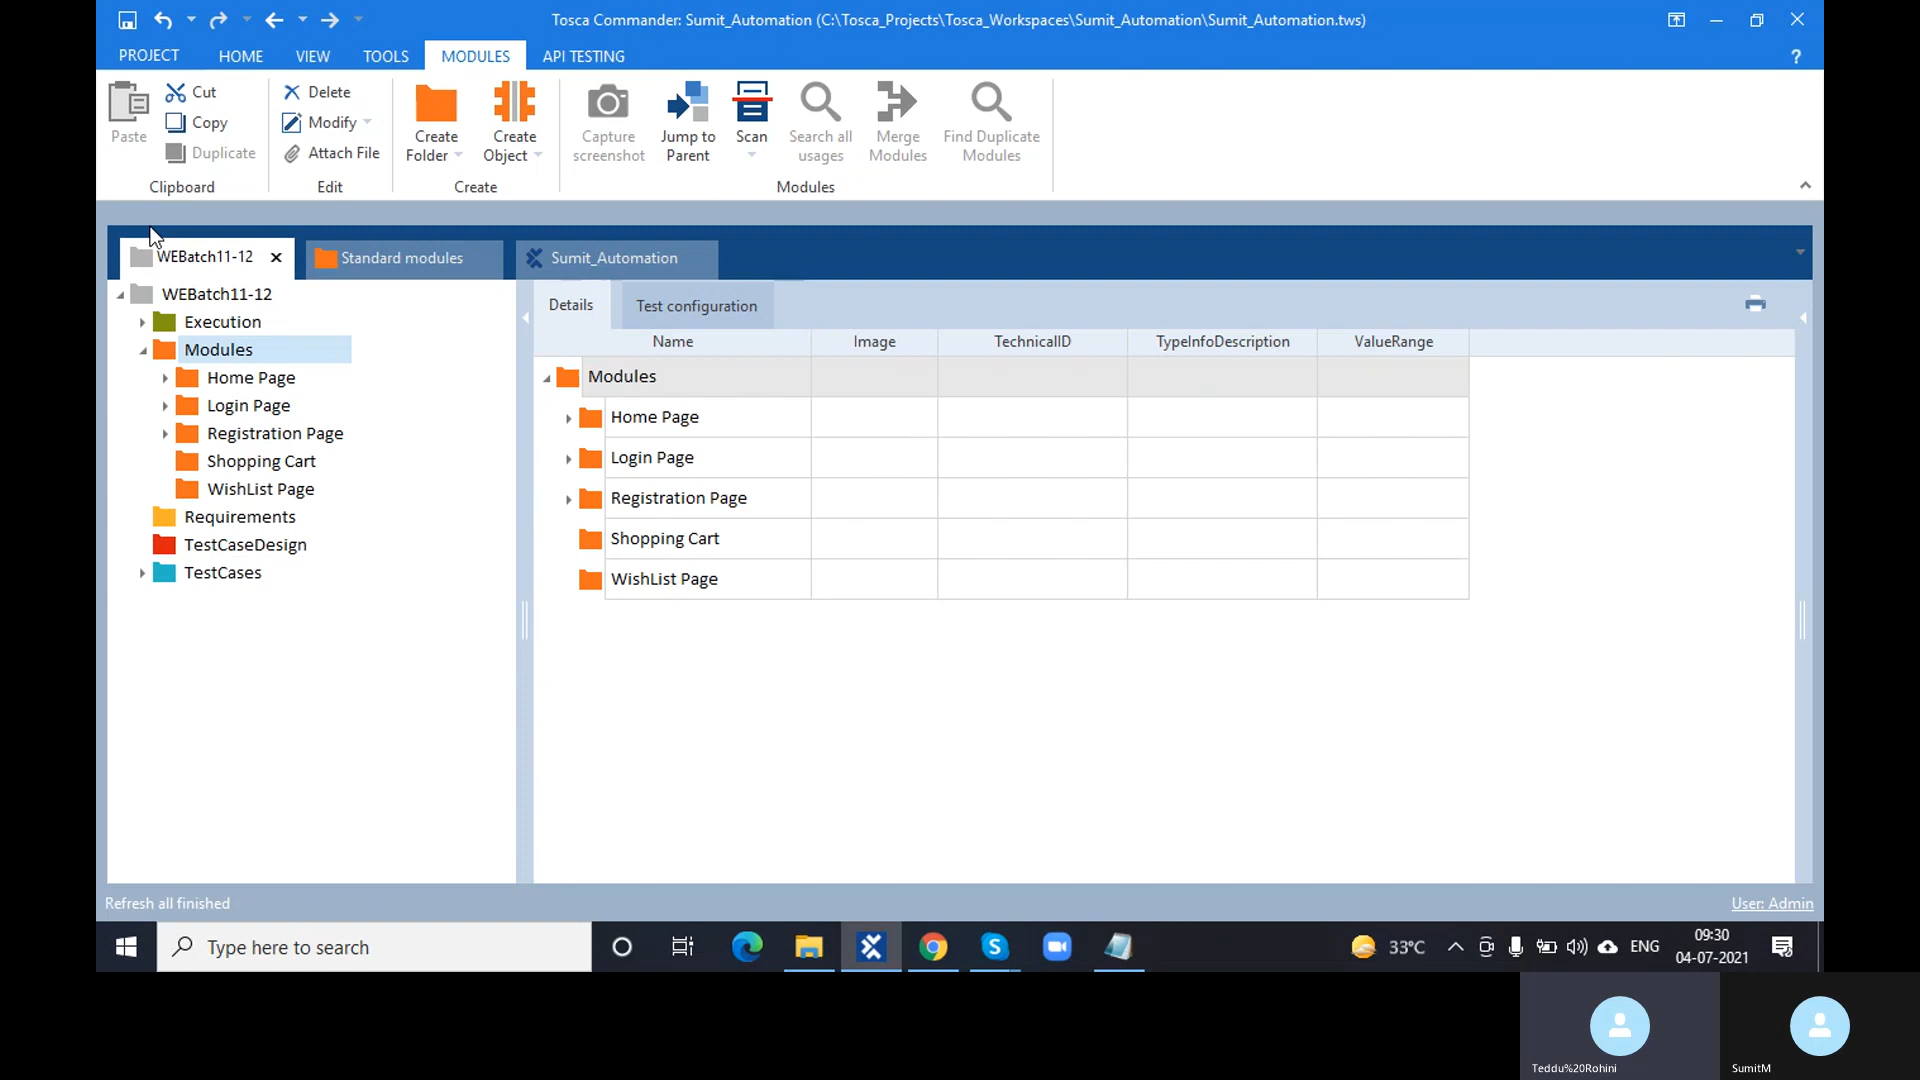 Tosca Commander: Sumit_Automation (C:\Tosca_Projects\Tosca_Workspaces\Sumit_Automation\Sumit_Automation.tws)
PROJECT HOME VIEW TOOLS MODULES API TESTING ?
Paste
Cut
Copy
Duplicate
Clipboard
Delete
Modify
Attach File
Edit
Create
Folder
Create
Object
Create
Capture
screenshot
Jump to
Parent
Scan
Search all
usages
Merge
Modules
Find Duplicate
Modules
Modules
WEBatch11-12
Standard modules
Sumit_Automation
WEBatch11-12
Execution
Modules
Home Page
Login Page
Registration Page
Shopping Cart
WishList Page
Requirements
TestCaseDesign
TestCases
Details Test configuration
Name Image TechnicalID TypeInfoDescription ValueRange
Modules
Home Page
Login Page
Registration Page
Shopping Cart
WishList Page
Refresh all finished
User: Admin
Type here to search
33°C
ENG
09:30
04-07-2021
Teddu%20Rohini
SumitM